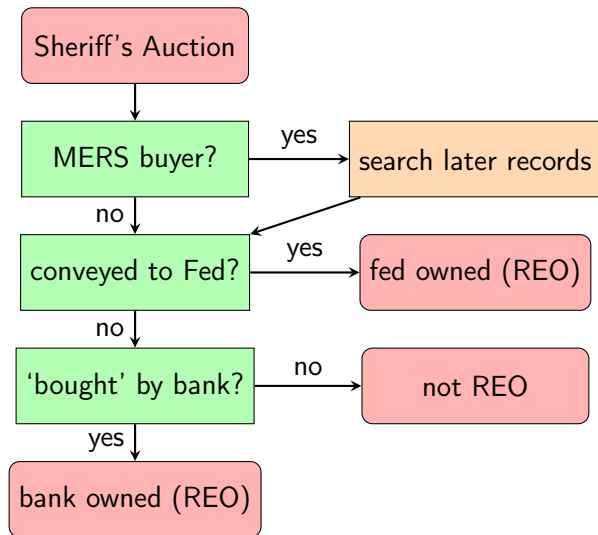 Sheriff's Auction
MERS buyer?
yes
search later records
no
conveyed to Fed?
yes
fed owned (REO)
no
‘bought’ by bank?
no
not REO
yes
bank owned (REO)